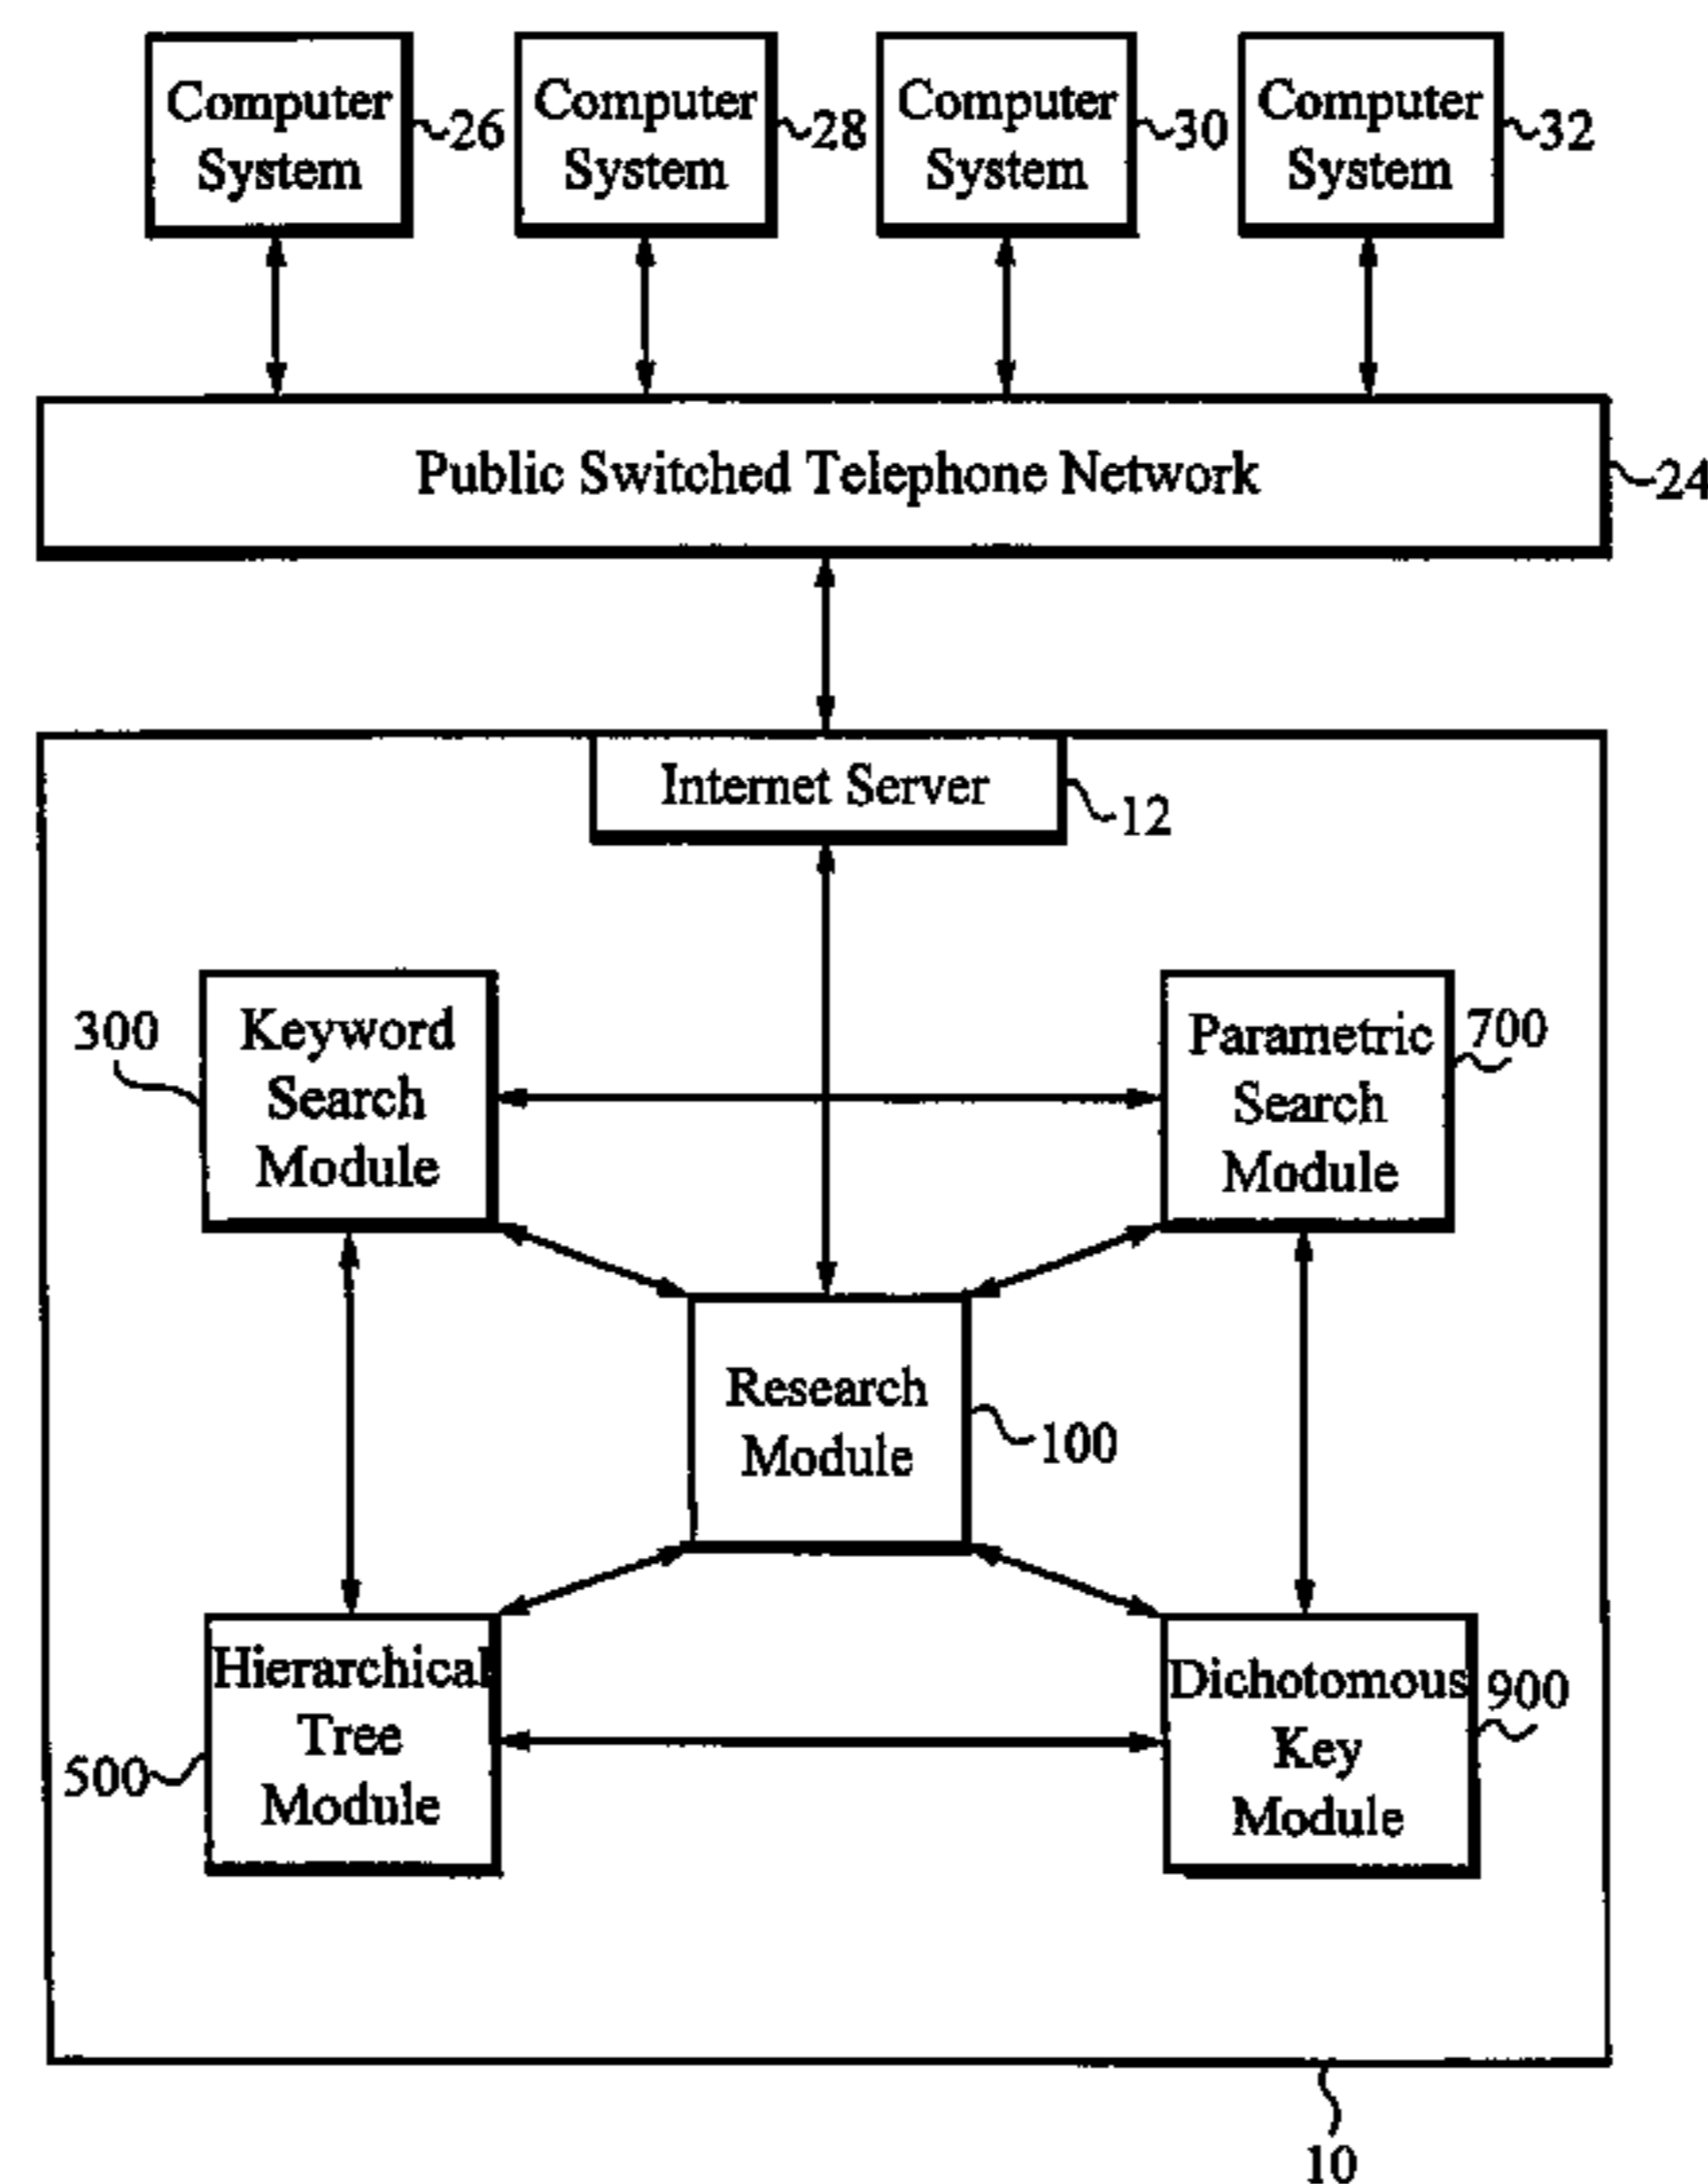 Computer
System
26
Computer
System
28
Computer
System
30
Computer
System
32
Public Switched Telephone Network
24
Internet Server
12
300
Keyword
Search
Module
Parametric
Search
Module
700
Research
Module
100
Hierarchical
Tree
Module
500
Dichotomous
Key
Module
900
10